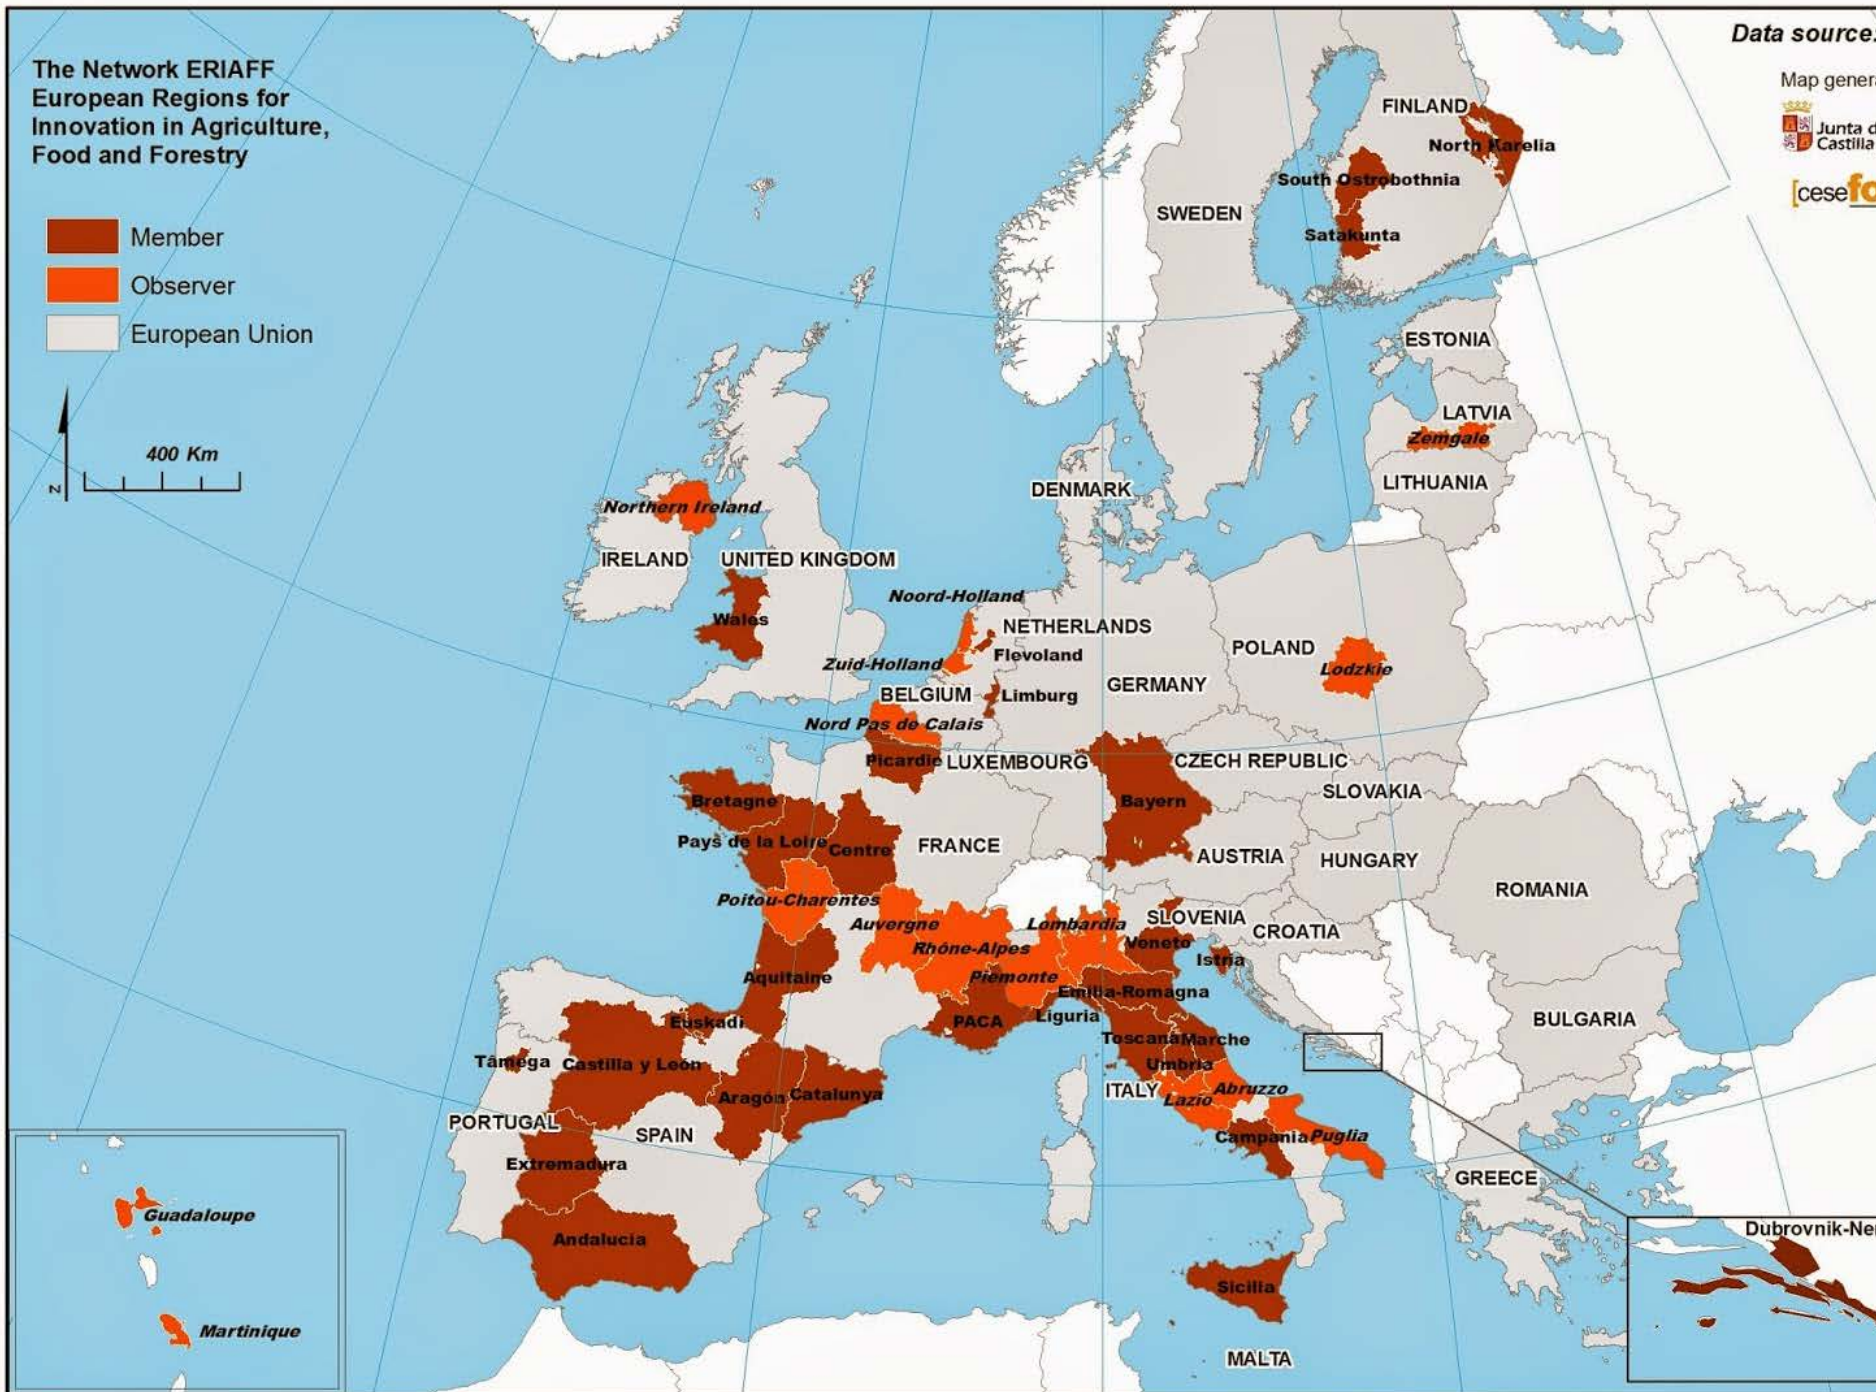 The Network ERIAFF
European Regions for
Innovation in Agriculture,
Food and Forestry
Member
Observer
European Union
400 Km
N
Data source:
Map genera
Junta d
Castilla
[cesefo
FINLAND
North Karelia
South Ostrobothnia
SWEDEN
Satakunta
ESTONIA
LATVIA
Zemgale
LITHUANIA
DENMARK
Northern Ireland
IRELAND
UNITED KINGDOM
Wales
Noord-Holland
NETHERLANDS
Flevoland
Zuid-Holland
POLAND
Lodzkie
BELGIUM
Limburg
GERMANY
Nord Pas de Calais
Picardie
LUXEMBOURG
CZECH REPUBLIC
SLOVAKIA
Bretagne
Bayern
Pays de la Loire
Centre
FRANCE
AUSTRIA
HUNGARY
ROMANIA
Poitou-Charentes
Auvergne
Lombardia
SLOVENIA
CROATIA
Rhône-Alpes
Veneto
Istria
Aquitaine
Piemonte
Emilia-Romagna
Euskadi
PACA
Liguria
BULGARIA
Toscana
Marche
Tâmega
Castilla y León
Umbria
ITALY
Abruzzo
Aragón
Catalunya
Lazio
PORTUGAL
SPAIN
Campania
Puglia
Extremadura
GREECE
Guadaloupe
Andalucia
Dubrovnik-Ner
Sicilia
Martinique
MALTA